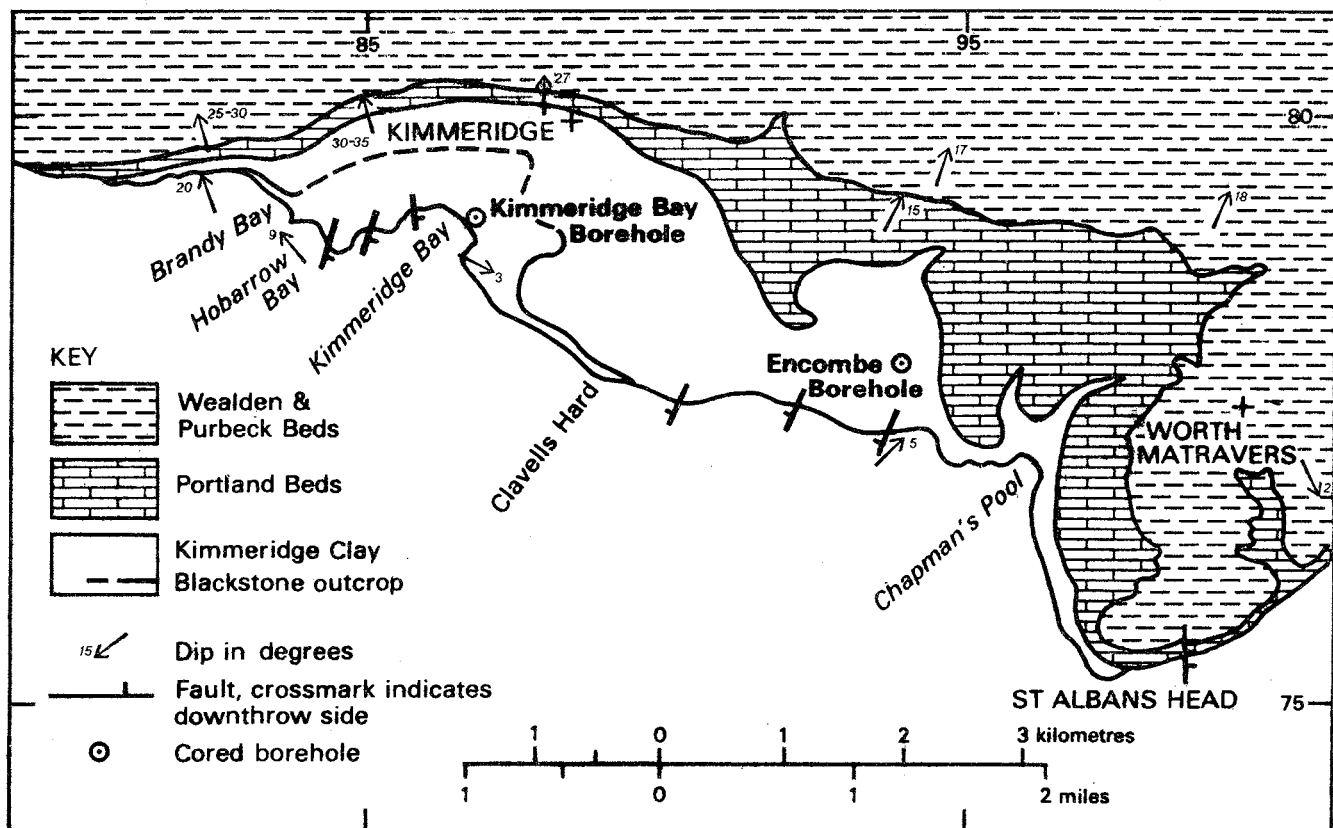 85
95
27
25-30
KIMMERIDGE
80
30-35
17
20
18
15
Kimmeridge Bay
Borehole
Brandy Bay
9
Hobarrow
Bay
Kimmeridge Bay
3
KEY
Wealden &
Purbeck Beds
Encombe
Borehole
WORTH
MATRAVERS
5
2
Clavells Hard
Portland Beds
Chapman's Pool
Kimmeridge Clay
Blackstone outcrop
15
Dip in degrees
Fault, crossmark indicates
downthrow side
ST ALBANS HEAD
75
Cored borehole
1 0 1 2 3 kilometres
1 0 1 2 miles